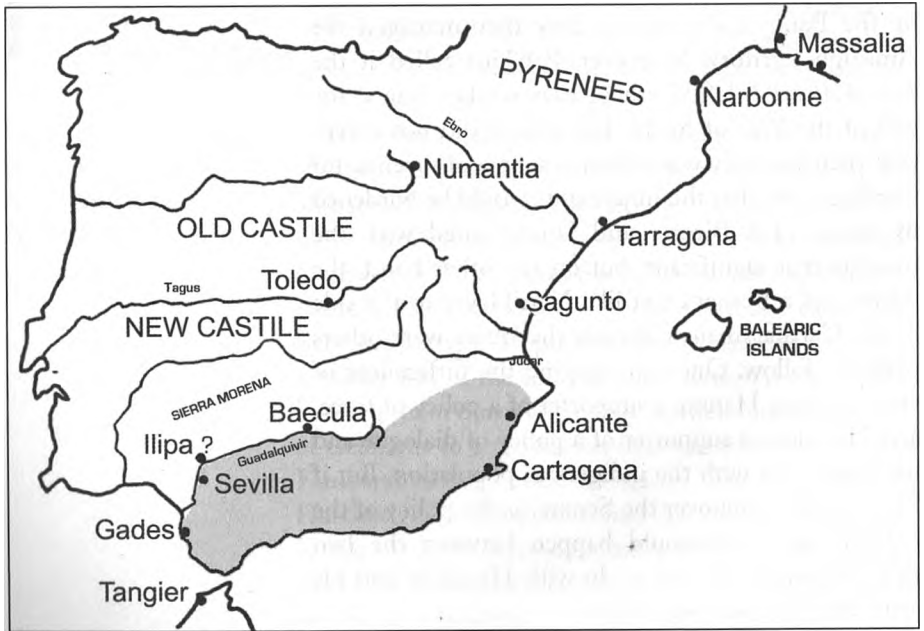 Massalia
PYRENEES
Narbonne
Ebro
Numantia
OLD CASTILE
Tarragona
Tagus
Toledo
Sagunto
NEW CASTILE
BALEARIC
ISLANDS
Jucar
SIERRA MORENA
Baecula
Alicante
Ilipa ?
Guadalquivir
Cartagena
Sevilla
Gades
Tangier